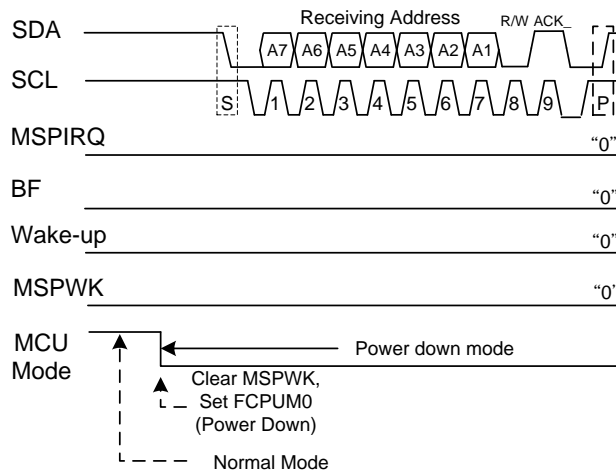 Receiving Address
R/W ACK_
SDA
A7 A6 A5 A4 A3 A2 A1
SCL
S 1 2 3 4 5 6 7 8 9 P
MSPIRQ
“0”
BF
“0”
Wake-up
“0”
MSPWK
“0’
MCU
Mode
Power down mode
Clear MSPWK,
Set FCPUM0
(Power Down)
Normal Mode